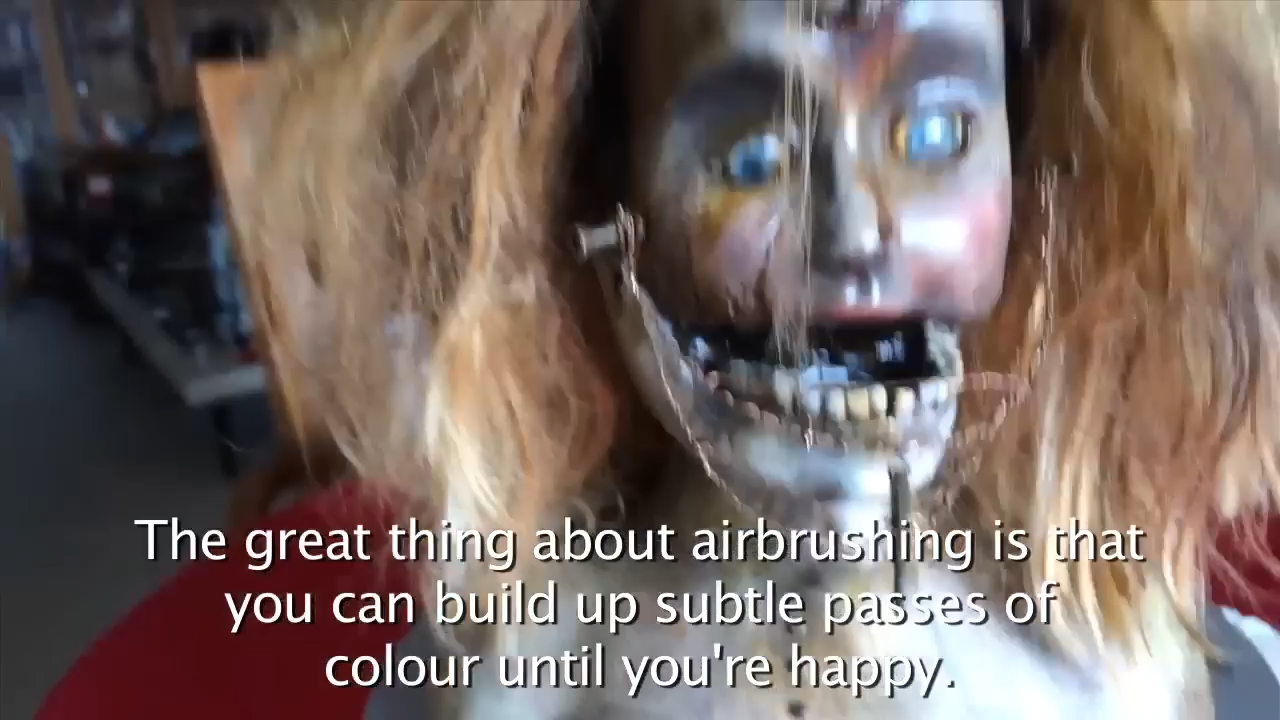 The great thing about airbrushing is that
you can build up subtle passes of
colour until you're happy.